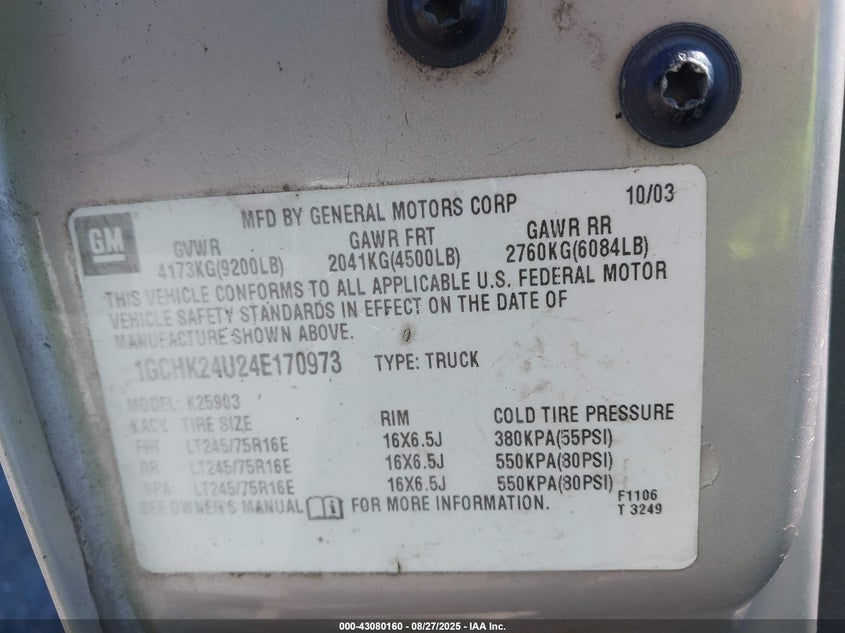 GM
MFD BY GENERAL MOTORS CORP 10/03
GVWR GAWR FRT GAWR RR
4173KG(9200LB) 2041KG(4500LB) 2760KG(6084LB)
THIS VEHICLE CONFORMS TO ALL APPLICABLE U.S. FEDERAL MOTOR
VEHICLE SAFETY STANDARDS IN EFFECT ON THE DATE OF
MANUFACTURE SHOWN ABOVE.
1GCHK24U24E170973 TYPE: TRUCK
MODEL: K25903
TIRE SIZE RIM COLD TIRE PRESSURE
FRT LT245/75R16E 16X6.5J 380KPA(55PSI)
RR LT245/75R16E 16X6.5J 550KPA(80PSI)
SPA LT245/75R16E 16X6.5J 550KPA(80PSI)
SEE OWNER'S MANUAL FOR MORE INFORMATION.
F1106
T 3249
000-43080160 - 08/27/2025 - IAA Inc.